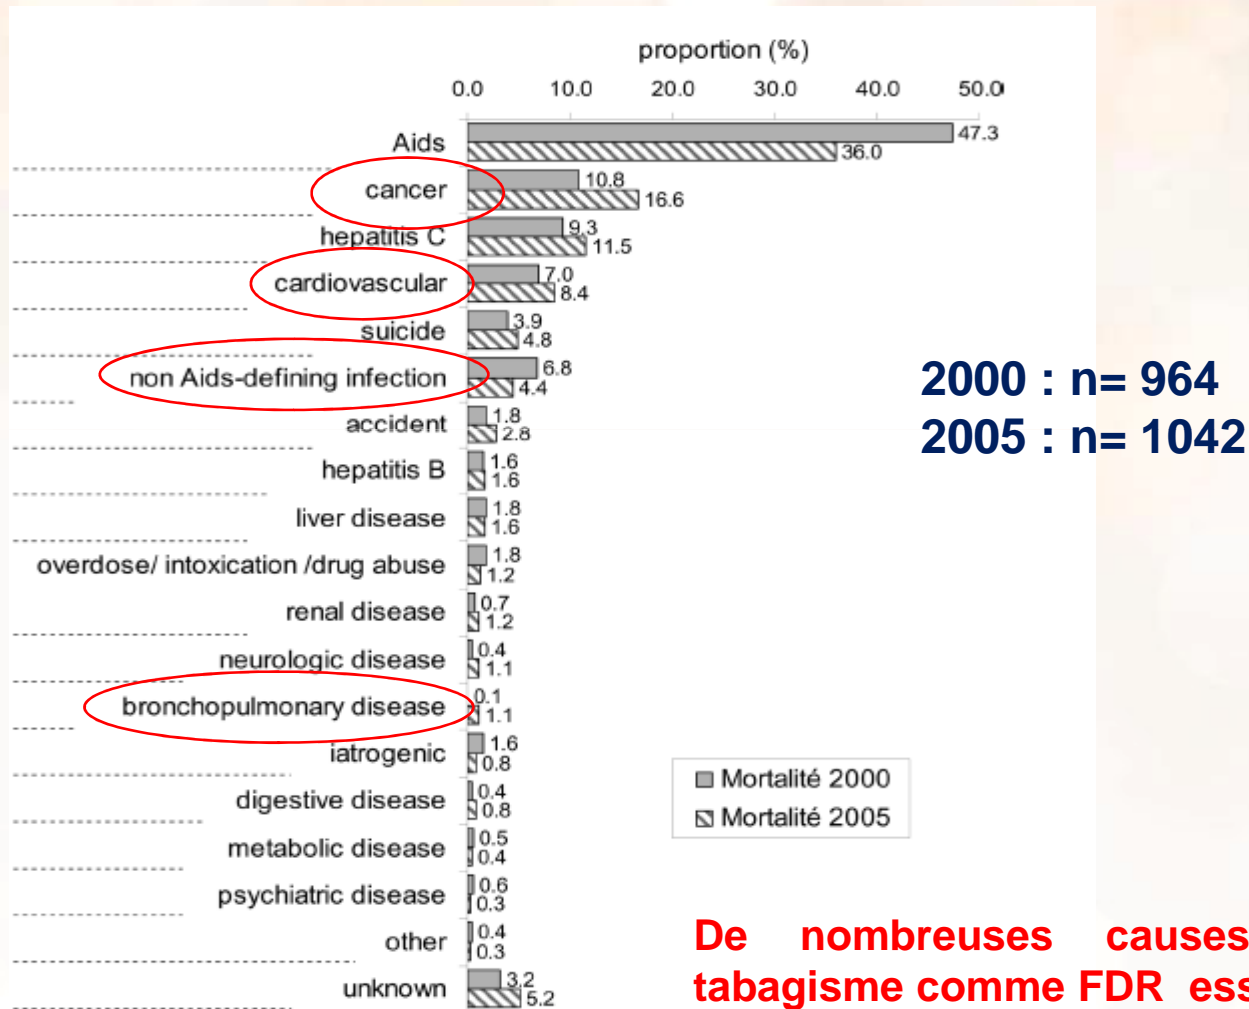 proportion (%)
0.0 10.0 20.0 30.0 40.0 50.0
Aids 47.3
36.0
cancer 10.8
16.6
hepatitis C 9.3
11.5
cardiovascular 7.0
8.4
suicide 3.9
4.8
non Aids-defining infection 6.8
4.4
accident 1.8
2.8
hepatitis B 1.6
1.6
liver disease 1.8
1.6
overdose/ intoxication /drug abuse 1.8
1.2
renal disease 0.7
1.2
neurologic disease 0.4
1.1
bronchopulmonary disease 0.1
1.1
iatrogenic 1.6
0.8
digestive disease 0.4
0.8
metabolic disease 0.5
0.4
psychiatric disease 0.6
0.3
other 0.4
0.3
unknown 3.2
5.2
2000 : n= 964
2005 : n= 1042
Mortalité 2000
Mortalité 2005
De nombreuses causes
tabagisme comme FDR